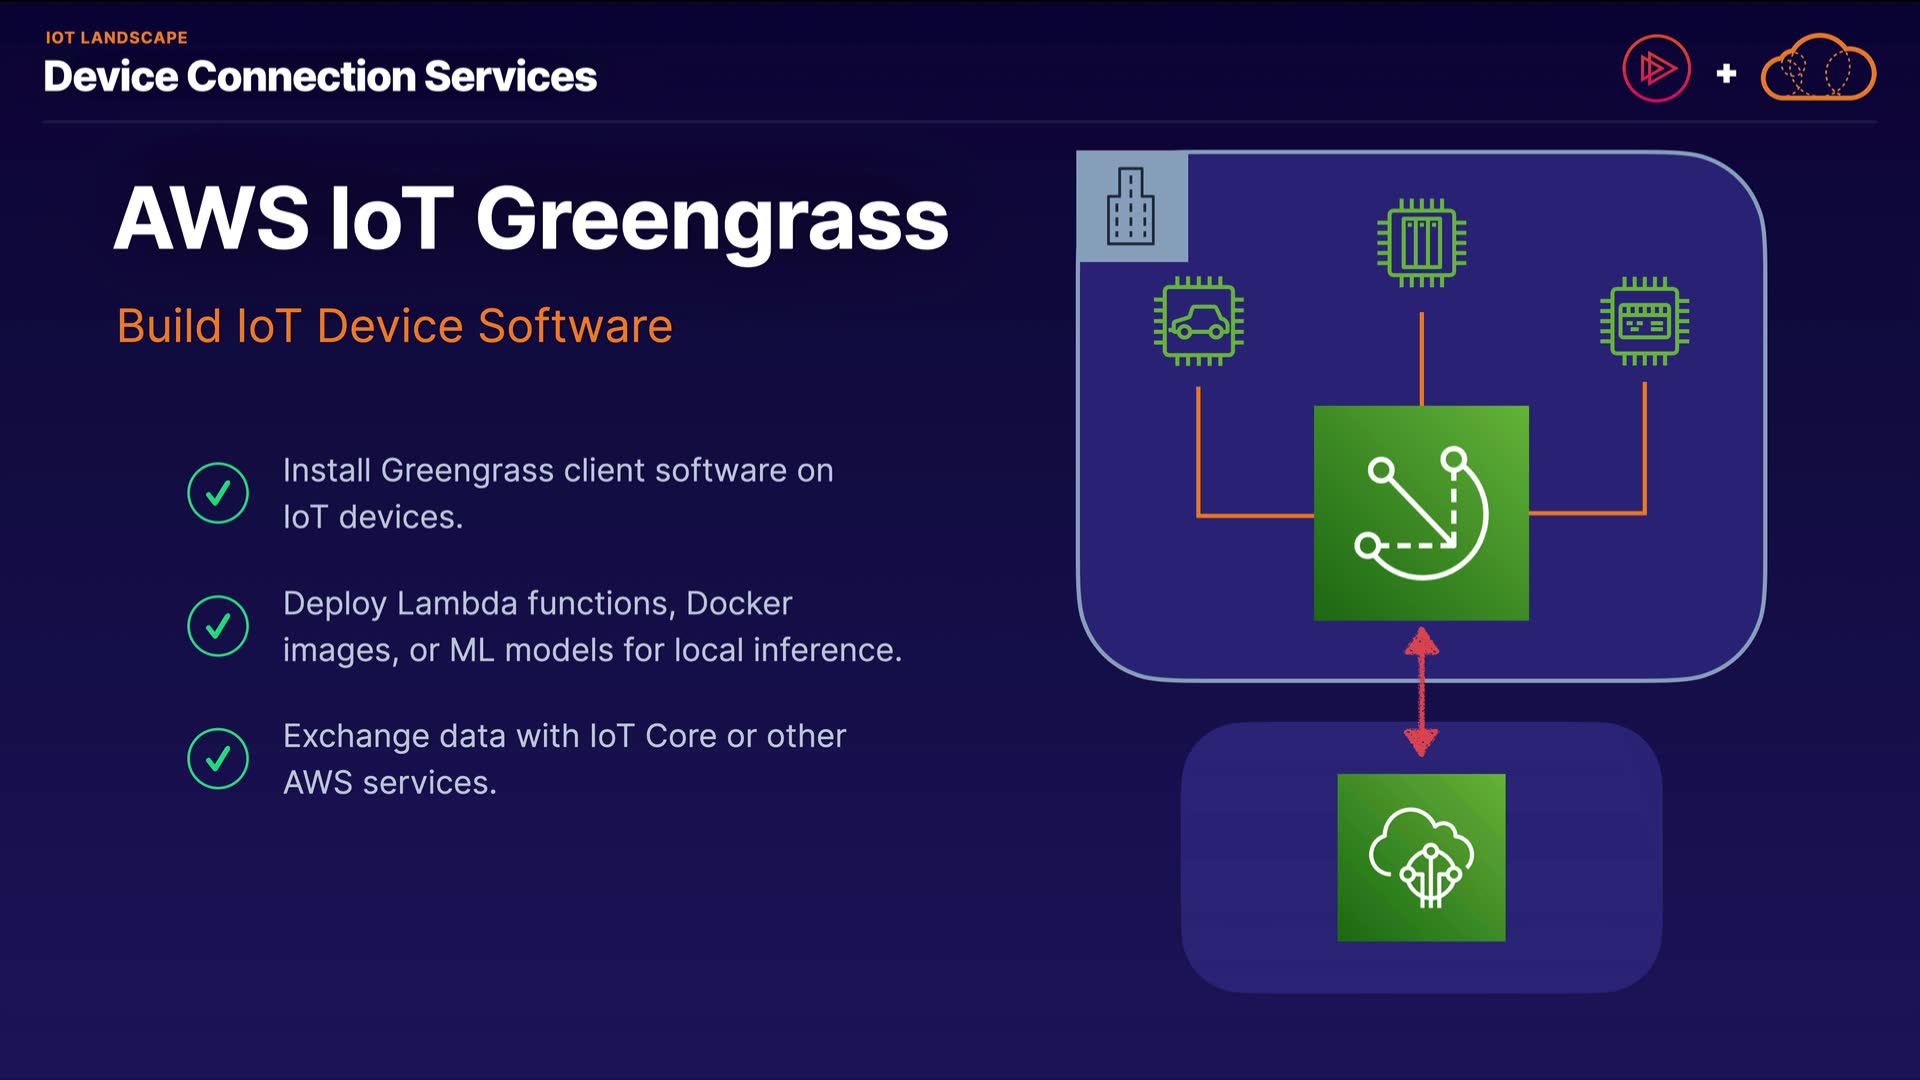 IOT LANDSCAPE
Device Connection Services
AWS IoT Greengrass
Build IoT Device Software
Install Greengrass client software on
IoT devices.
Deploy Lambda functions, Docker
images, or ML models for local inference.
Exchange data with IoT Core or other
AWS services.